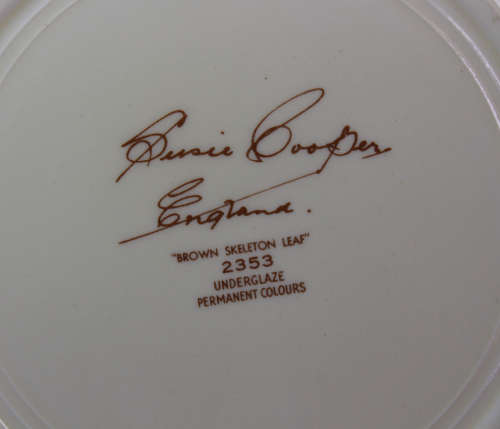 Susie Cooper
England.
"BROWN SKELETON LEAF"
2353
UNDERGLAZE
PERMANENT COLOURS